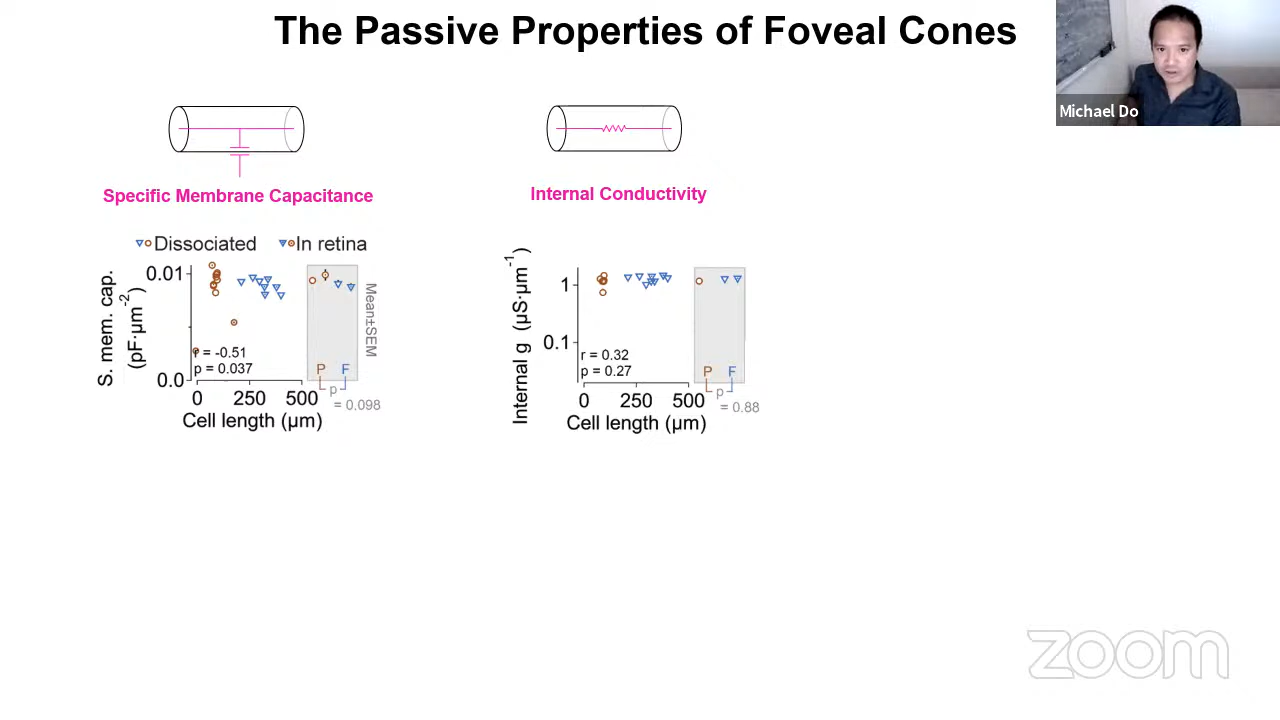 The Passive Properties of Foveal Cones
Michael Do
Specific Membrane Capacitance
Dissociated In retina
S. mem. cap.
(pF·µm⁻²)
0.01
0.0
r = -0.51
p = 0.037
0 250 500
Cell length (µm)
P F
p
= 0.098
Mean±SEM
Internal Conductivity
Internal g (µS·µm⁻¹)
1
0.1
r = 0.32
p = 0.27
0 250 500
Cell length (µm)
P F
p
= 0.88
zoom